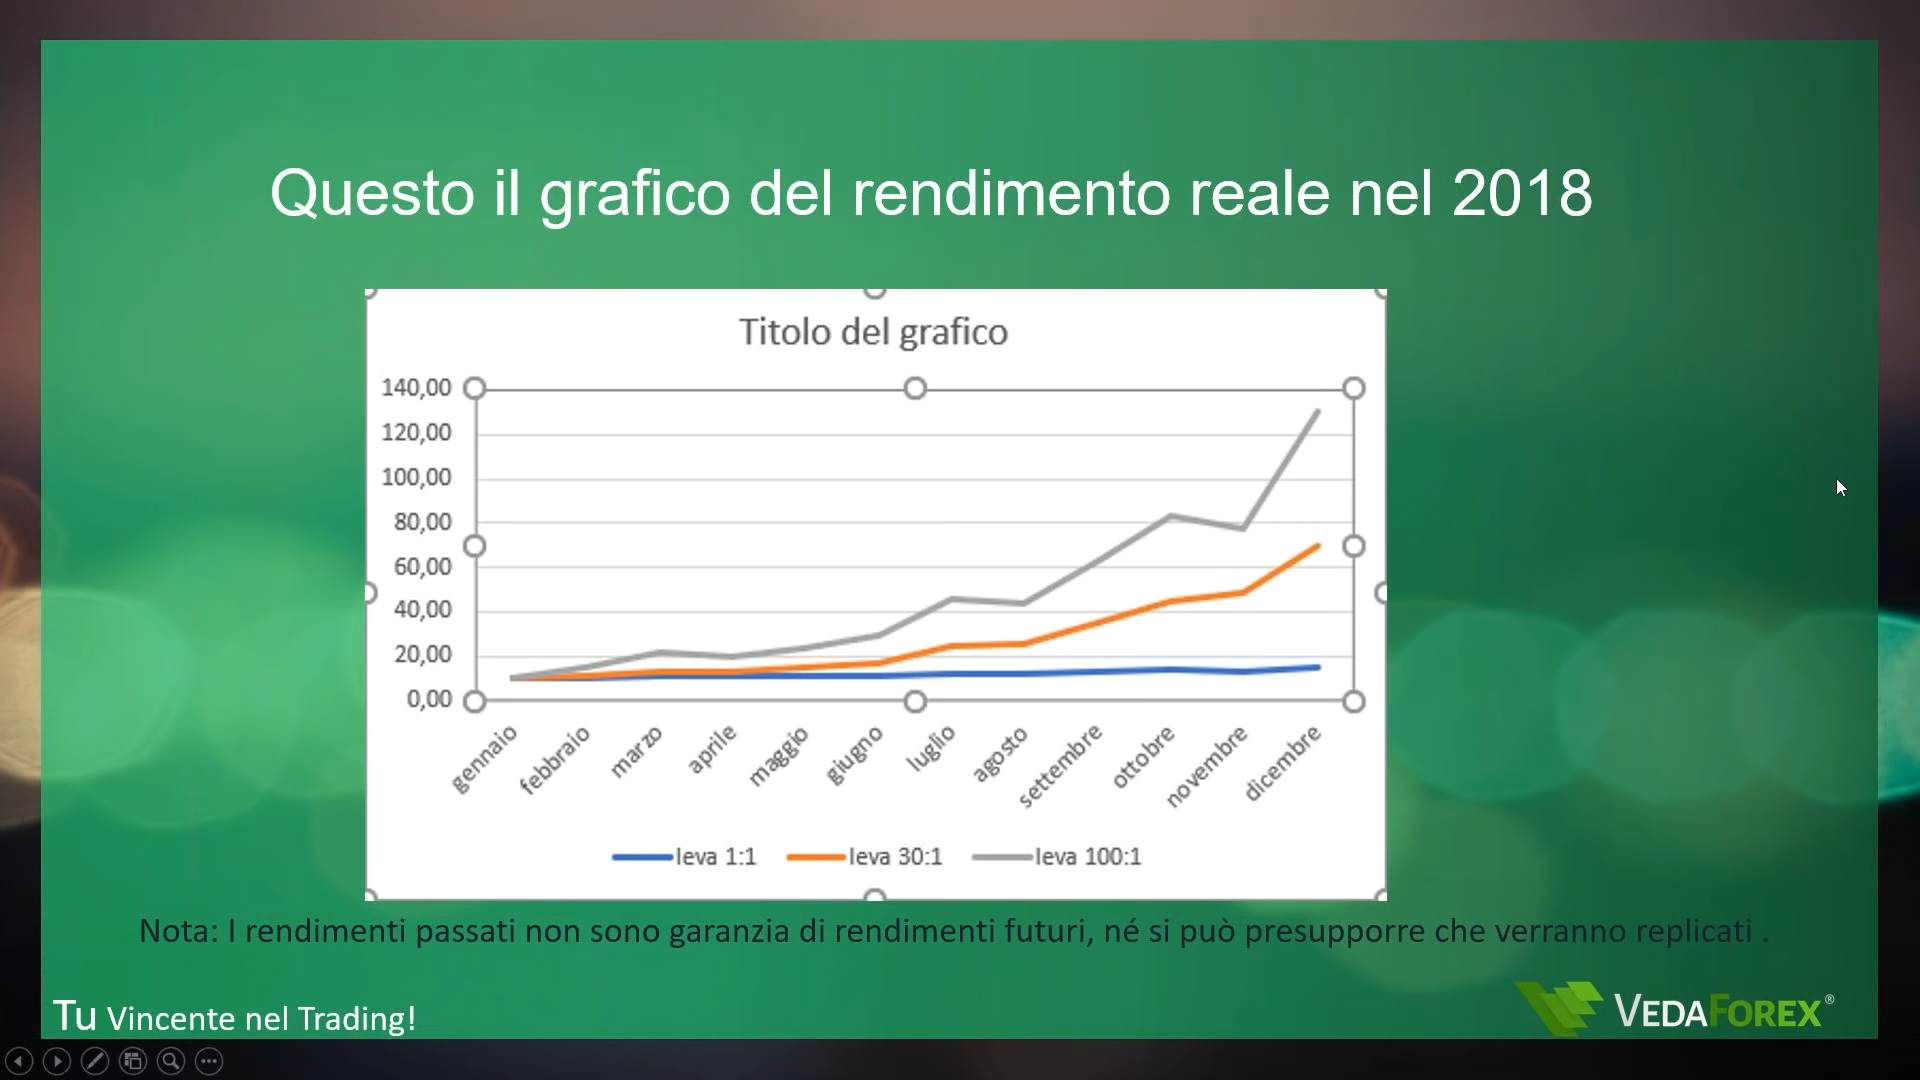 Questo il grafico del rendimento reale nel 2018
Titolo del grafico
140,00
120,00
100,00
80,00
60,00
40,00
20,00
0,00
gennaio
febbraio
marzo
aprile
maggio
giugno
luglio
agosto
settembre
ottobre
novembre
dicembre
leva 1:1 leva 30:1 leva 100:1
Nota: I rendimenti passati non sono garanzia di rendimenti futuri, né si può presupporre che verranno replicati .
Tu Vincente nel Trading!
VEDAFOREX®